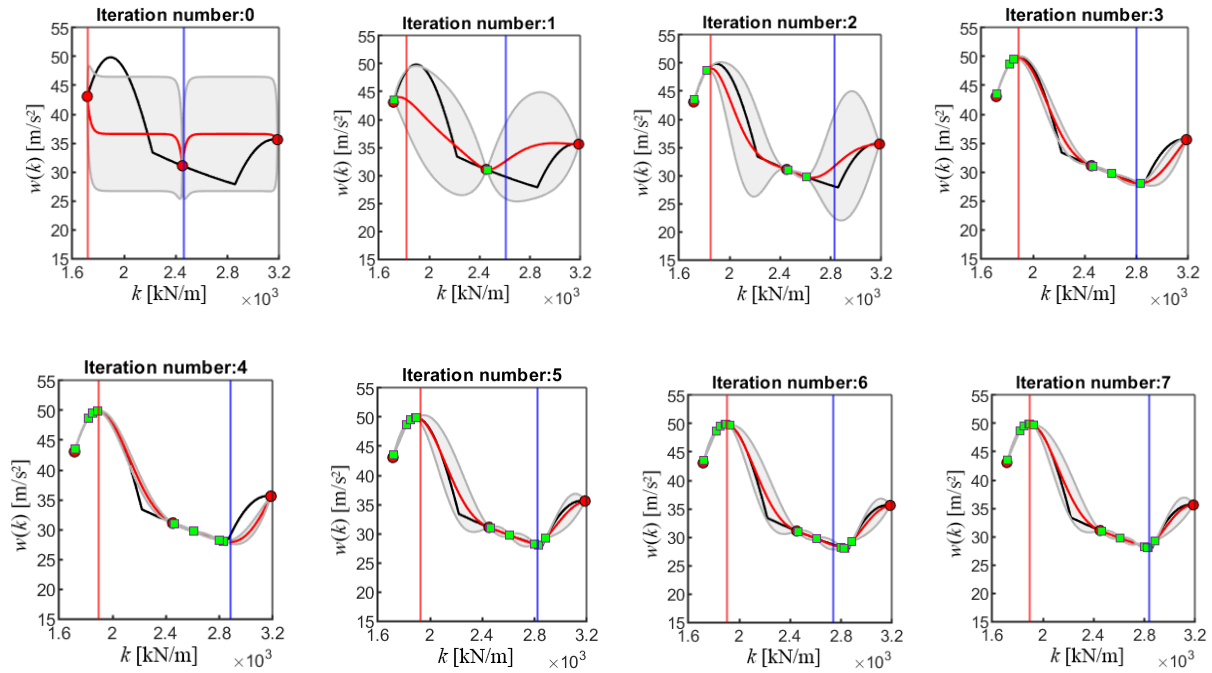 Iteration number:0
55
50
45
40
35
30
25
20
15
w(k) [m/s²]
1.6 2 2.4 2.8 3.2
k [kN/m]
×10³
Iteration number:1
55
50
45
40
35
30
25
20
15
w(k) [m/s²]
1.6 2 2.4 2.8 3.2
k [kN/m]
×10³
Iteration number:2
55
50
45
40
35
30
25
20
15
w(k) [m/s²]
1.6 2 2.4 2.8 3.2
k [kN/m]
×10³
Iteration number:3
55
50
45
40
35
30
25
20
15
w(k) [m/s²]
1.6 2 2.4 2.8 3.2
k [kN/m]
×10³
Iteration number:4
55
50
45
40
35
30
25
20
15
w(k) [m/s²]
1.6 2 2.4 2.8 3.2
k [kN/m]
×10³
Iteration number:5
55
50
45
40
35
30
25
20
15
w(k) [m/s²]
1.6 2 2.4 2.8 3.2
k [kN/m]
×10³
Iteration number:6
55
50
45
40
35
30
25
20
15
w(k) [m/s²]
1.6 2 2.4 2.8 3.2
k [kN/m]
×10³
Iteration number:7
55
50
45
40
35
30
25
20
15
w(k) [m/s²]
1.6 2 2.4 2.8 3.2
k [kN/m]
×10³